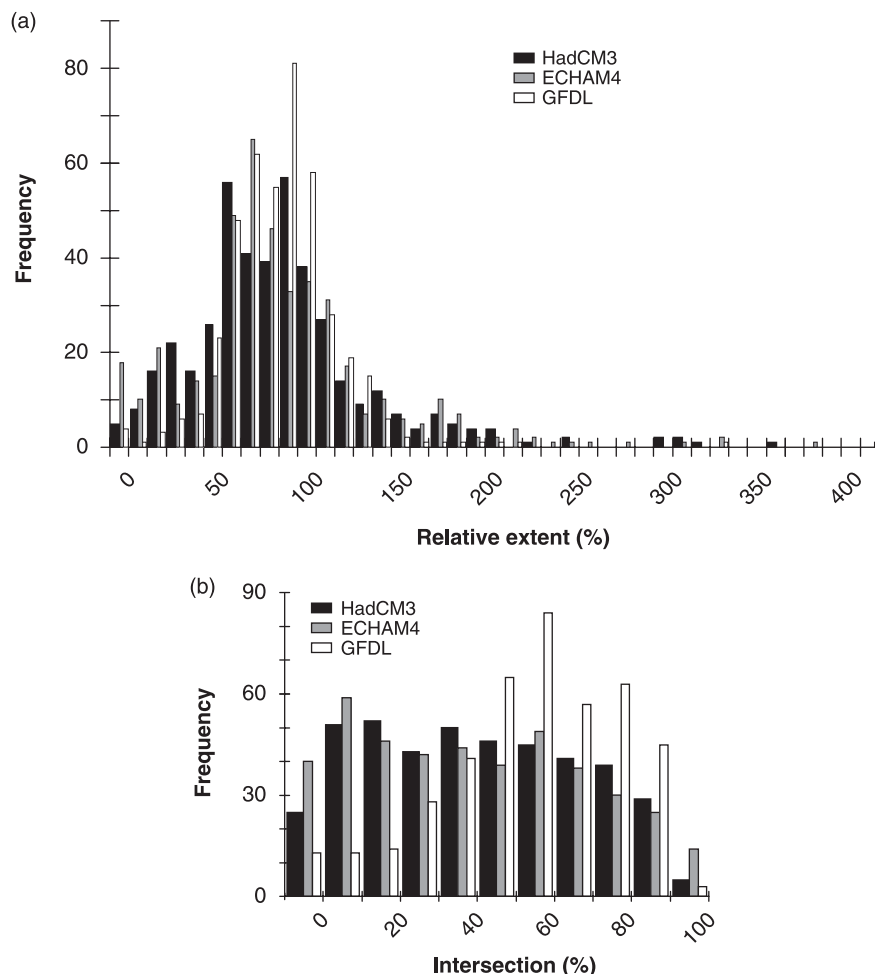 (a)
HadCM3
ECHAM4
GFDL
80
60
40
20
0
Frequency
0 50 100 150 200 250 300 350 400
Relative extent (%)
(b)
HadCM3
ECHAM4
GFDL
90
60
30
0
Frequency
0 20 40 60 80 100
Intersection (%)